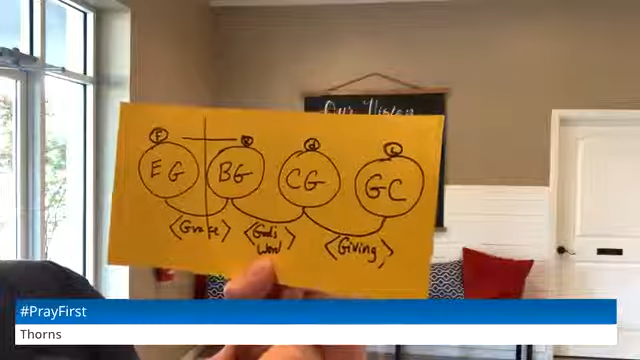 Our Vision
EG BG CG GC
<Grace> <God's
Word> <Giving>
#PrayFirst
Thorns